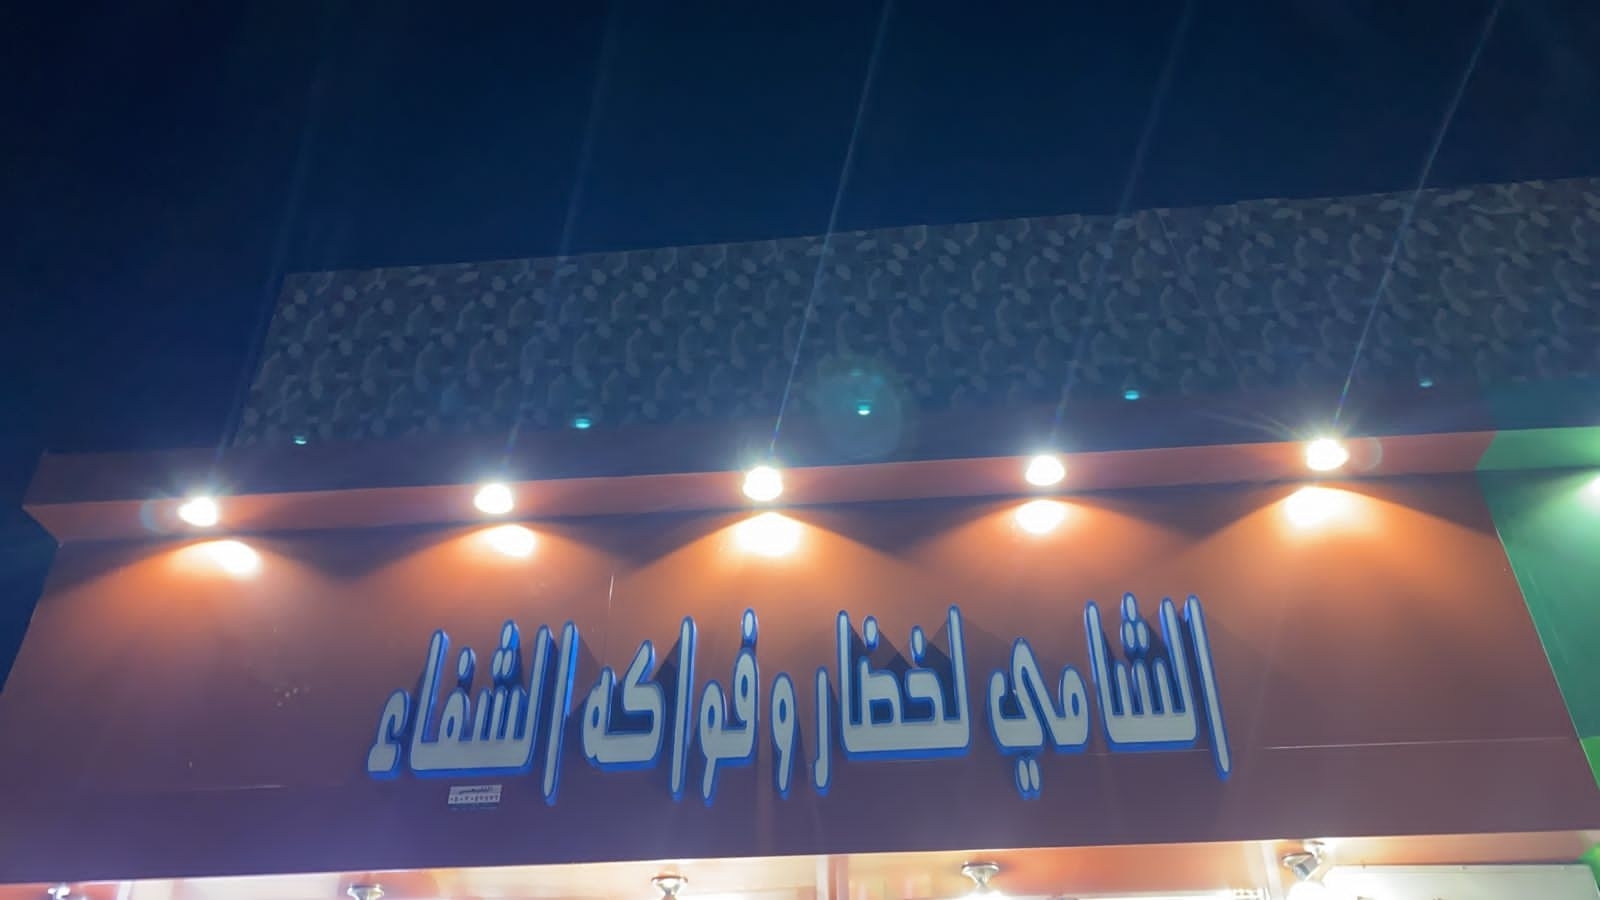 الشامي لخضار و فواكه الشفاء